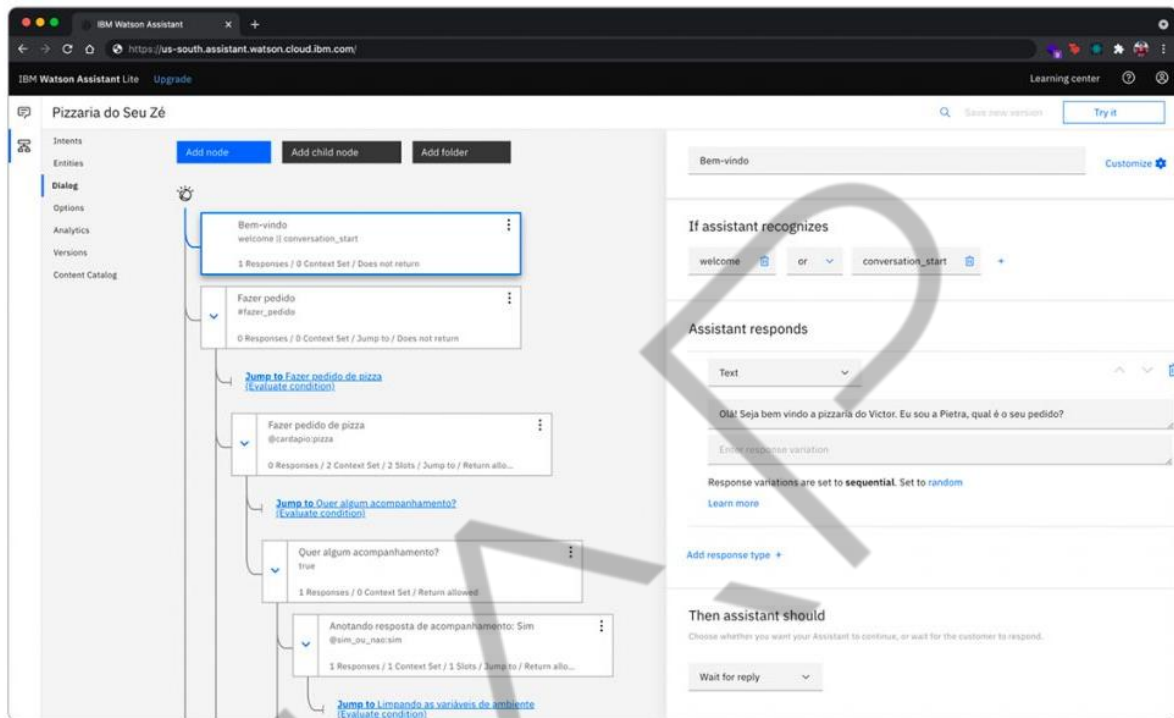 IBM Watson Assistant
https://us-south.assistant.watson.cloud.ibm.com/
IBM Watson Assistant Lite Upgrade
Learning center
Pizzaria do Seu Zé
Save new version
Try it
Intents
Entities
Dialog
Options
Analytics
Versions
Content Catalog
Add node
Add child node
Add folder
Bem-vindo
welcome || conversation_start
1 Responses / 0 Context Set / Does not return
Fazer pedido
#fazer_pedido
0 Responses / 0 Context Set / Jump to / Does not return
Jump to Fazer pedido de pizza
(Evaluate condition)
Fazer pedido de pizza
@cardapio:pizza
0 Responses / 2 Context Set / 2 Slots / Jump to / Return allo...
Jump to Quer algum acompanhamento?
(Evaluate condition)
Quer algum acompanhamento?
true
1 Responses / 0 Context Set / Return allowed
Anotando resposta de acompanhamento: Sim
@sim_ou_nao:sim
1 Responses / 1 Context Set / 1 Slots / Jump to / Return allo...
Jump to Limpando as variáveis de ambiente
(Evaluate condition)
Bem-vindo
Customize
If assistant recognizes
welcome or conversation_start
Assistant responds
Text
Olá! Seja bem vindo a pizzaria do Victor. Eu sou a Pietra, qual é o seu pedido?
Enter response variation
Response variations are set to sequential. Set to random
Learn more
Add response type +
Then assistant should
Choose whether you want your Assistant to continue, or wait for the customer to respond.
Wait for reply